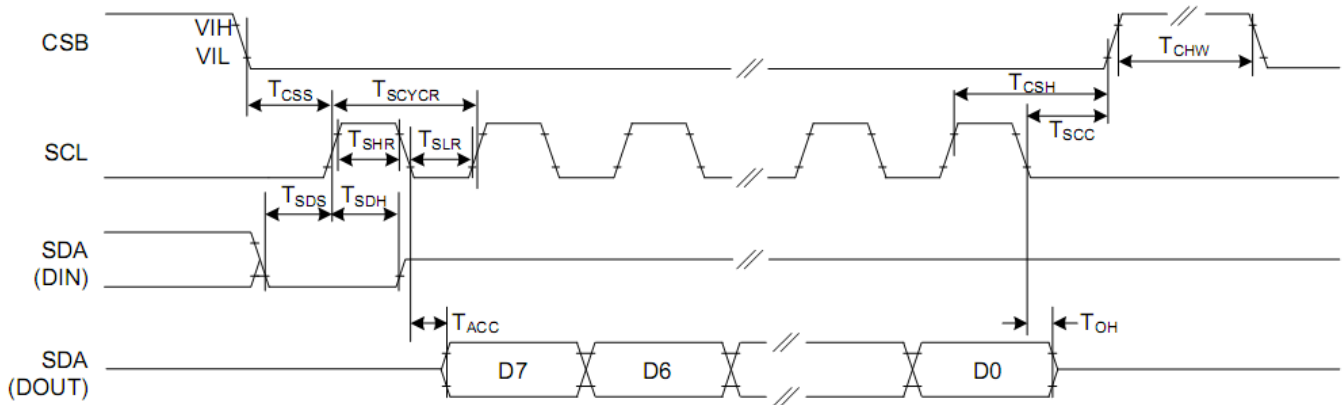 CSB
VIH
VIL
TCHW
TCSS
TSCYCR
TCSH
TSCC
SCL
TSHR
TSLR
TSDS
TSDH
SDA
(DIN)
TACC
TOH
SDA
(DOUT)
D7
D6
D0